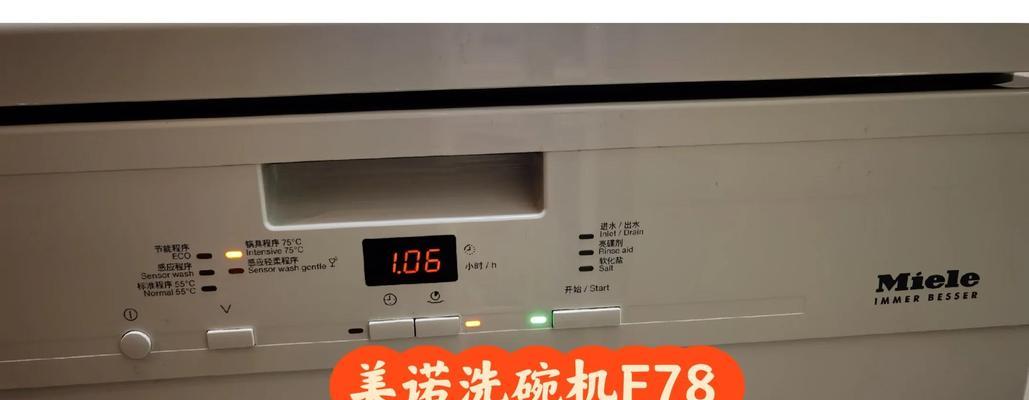 节能程序
ECO
感应程序
Sensor wash
标准程序 55°C
Normal 55°C
锅具程序 75°C
Intensive 75°C
感应轻柔程序
Sensor wash gentle
1.06
小时 / h
进水 / 出水
Inlet / Drain
亮碟剂
Rinse aid
软化盐
Salt
开始 / Start
Miele
IMMER BESSER
美诺洗碗机F78